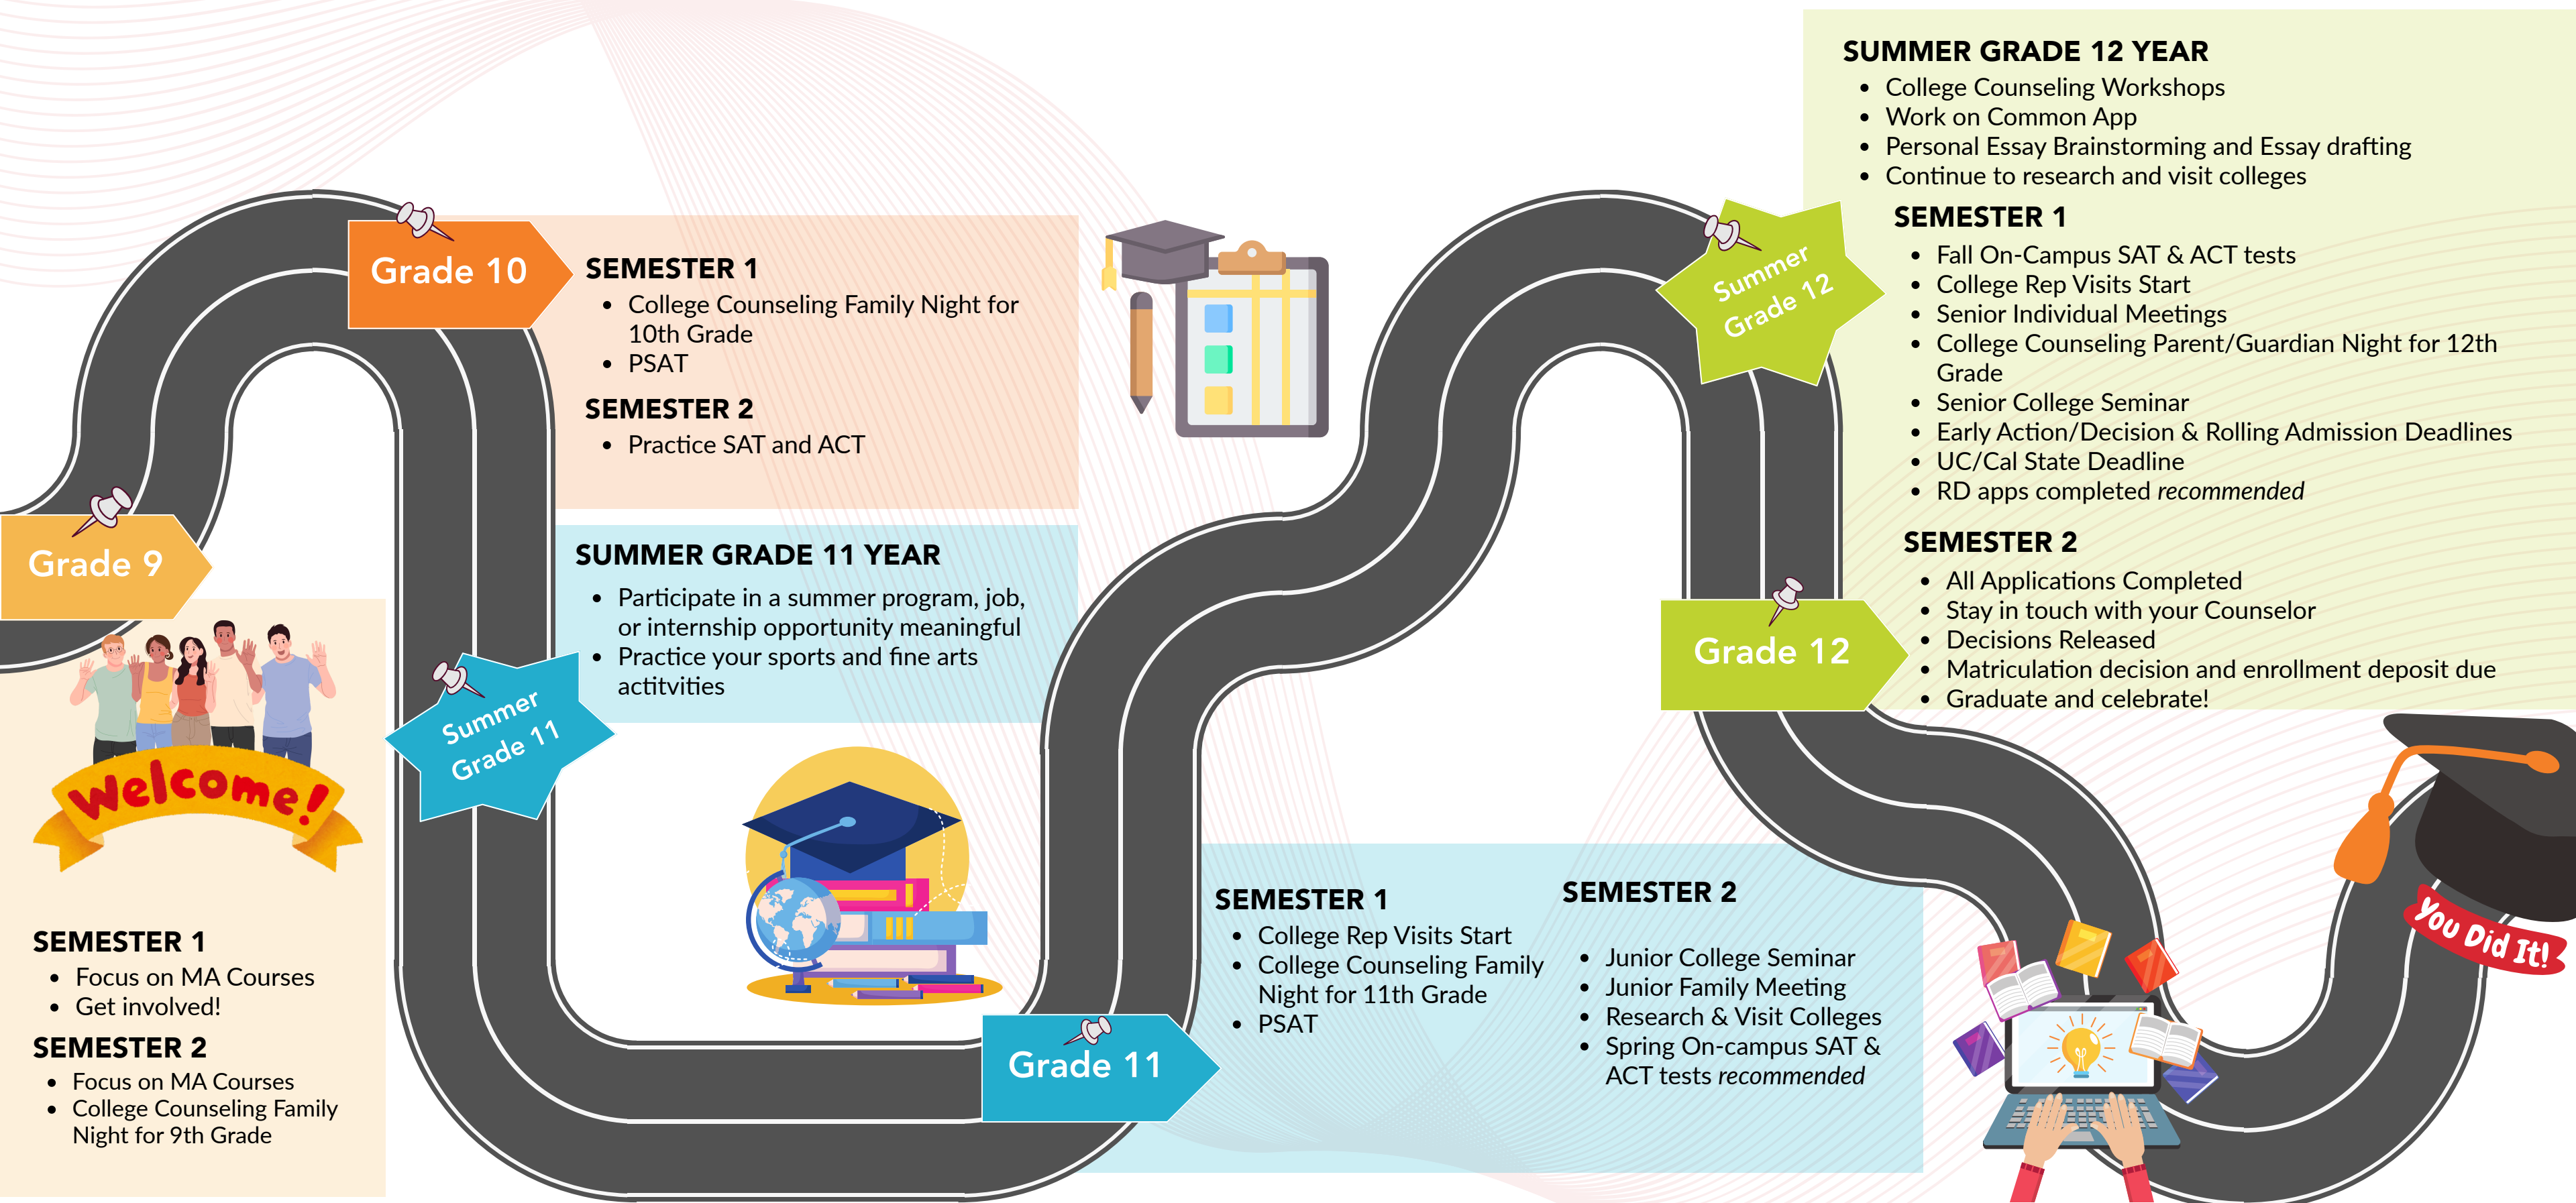 Grade 9
Welcome!
SEMESTER 1
• Focus on MA Courses
• Get involved!
SEMESTER 2
• Focus on MA Courses
• College Counseling Family
Night for 9th Grade
Grade 10
SEMESTER 1
• College Counseling Family Night for
10th Grade
• PSAT
SEMESTER 2
• Practice SAT and ACT
Summer
Grade 11
SUMMER GRADE 11 YEAR
• Participate in a summer program, job,
or internship opportunity meaningful
• Practice your sports and fine arts
actitvities
Grade 11
SEMESTER 1
• College Rep Visits Start
• College Counseling Family
Night for 11th Grade
• PSAT
SEMESTER 2
• Junior College Seminar
• Junior Family Meeting
• Research & Visit Colleges
• Spring On-campus SAT &
ACT tests recommended
Summer
Grade 12
SUMMER GRADE 12 YEAR
• College Counseling Workshops
• Work on Common App
• Personal Essay Brainstorming and Essay drafting
• Continue to research and visit colleges
SEMESTER 1
• Fall On-Campus SAT & ACT tests
• College Rep Visits Start
• Senior Individual Meetings
• College Counseling Parent/Guardian Night for 12th
Grade
• Senior College Seminar
• Early Action/Decision & Rolling Admission Deadlines
• UC/Cal State Deadline
• RD apps completed recommended
Grade 12
SEMESTER 2
• All Applications Completed
• Stay in touch with your Counselor
• Decisions Released
• Matriculation decision and enrollment deposit due
• Graduate and celebrate!
You Did It!